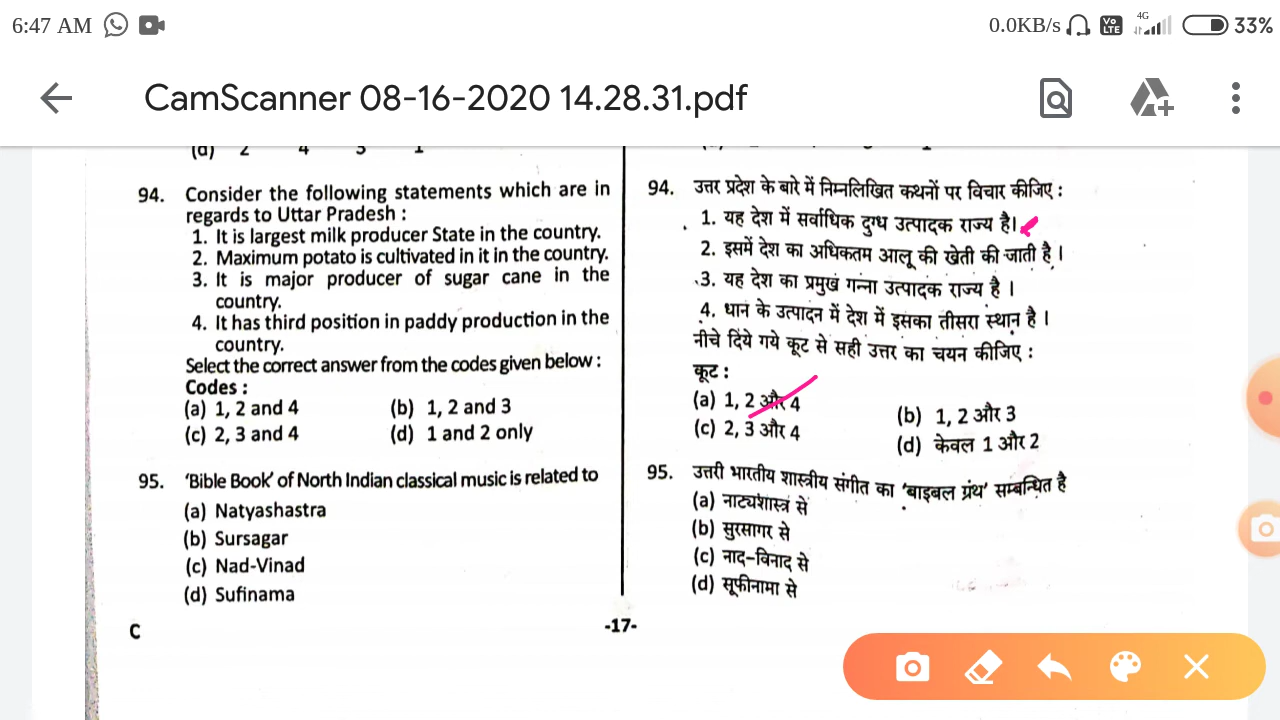 6:47 AM
0.0KB/s
Vo LTE
4G
33%
CamScanner 08-16-2020 14.28.31.pdf
(d) 2 4 3 1
94. Consider the following statements which are in
regards to Uttar Pradesh :
1. It is largest milk producer State in the country.
2. Maximum potato is cultivated in it in the country.
3. It is major producer of sugar cane in the
country.
4. It has third position in paddy production in the
country.
Select the correct answer from the codes given below :
Codes :
(a) 1, 2 and 4 (b) 1, 2 and 3
(c) 2, 3 and 4 (d) 1 and 2 only
95. 'Bible Book' of North Indian classical music is related to
(a) Natyashastra
(b) Sursagar
(c) Nad-Vinad
(d) Sufinama
94. उत्तर प्रदेश के बारे में निम्नलिखित कथनों पर विचार कीजिए :
1. यह देश में सर्वाधिक दुग्ध उत्पादक राज्य है।
2. इसमें देश का अधिकतम आलू की खेती की जाती है ।
3. यह देश का प्रमुख गन्ना उत्पादक राज्य है ।
4. धान के उत्पादन में देश में इसका तीसरा स्थान है ।
नीचे दिये गये कूट से सही उत्तर का चयन कीजिए :
कूट :
(a) 1, 2 और 4 (b) 1, 2 और 3
(c) 2, 3 और 4 (d) केवल 1 और 2
95. उत्तरी भारतीय शास्त्रीय संगीत का 'बाइबल ग्रंथ' सम्बन्धित है
(a) नाट्यशास्त्र से
(b) सुरसागर से
(c) नाद-विनाद से
(d) सूफीनामा से
C
-17-